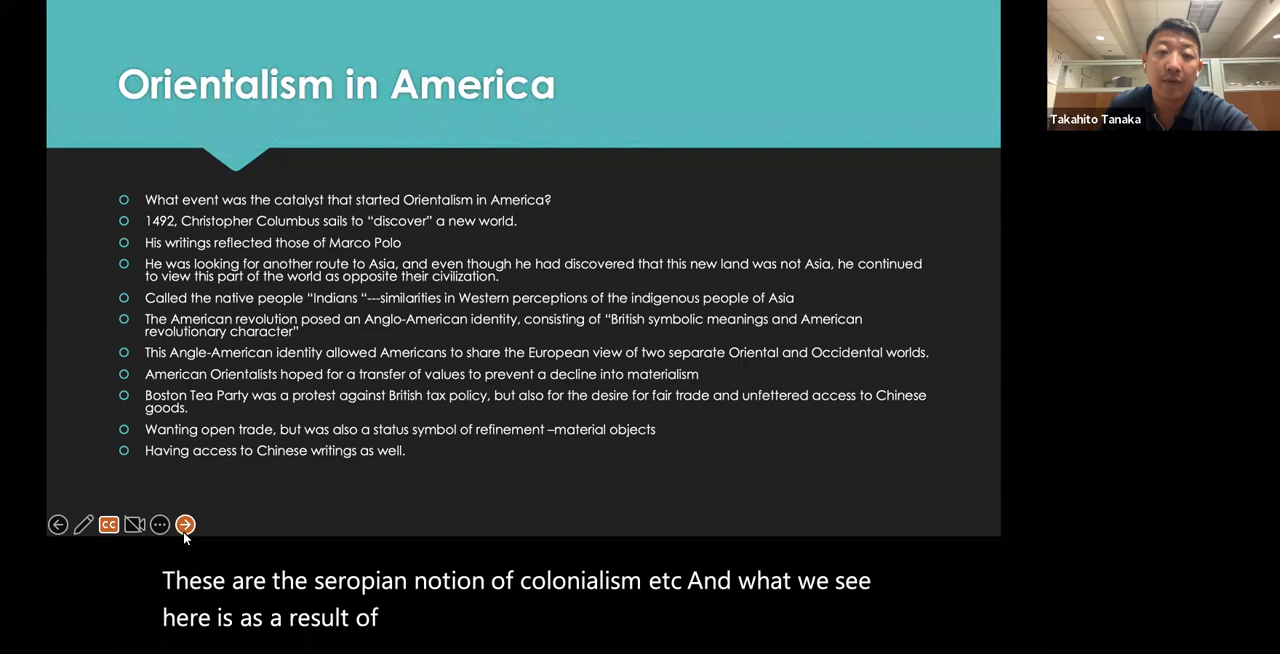 Orientalism in America
Takahito Tanaka
What event was the catalyst that started Orientalism in America?
1492, Christopher Columbus sails to “discover” a new world.
His writings reflected those of Marco Polo
He was looking for another route to Asia, and even though he had discovered that this new land was not Asia, he continued
to view this part of the world as opposite their civilization.
Called the native people “Indians “---similarities in Western perceptions of the indigenous people of Asia
The American revolution posed an Anglo-American identity, consisting of “British symbolic meanings and American
revolutionary character”
This Angle-American identity allowed Americans to share the European view of two separate Oriental and Occidental worlds.
American Orientalists hoped for a transfer of values to prevent a decline into materialism
Boston Tea Party was a protest against British tax policy, but also for the desire for fair trade and unfettered access to Chinese
goods.
Wanting open trade, but was also a status symbol of refinement –material objects
Having access to Chinese writings as well.
CC
These are the seropian notion of colonialism etc And what we see
here is as a result of